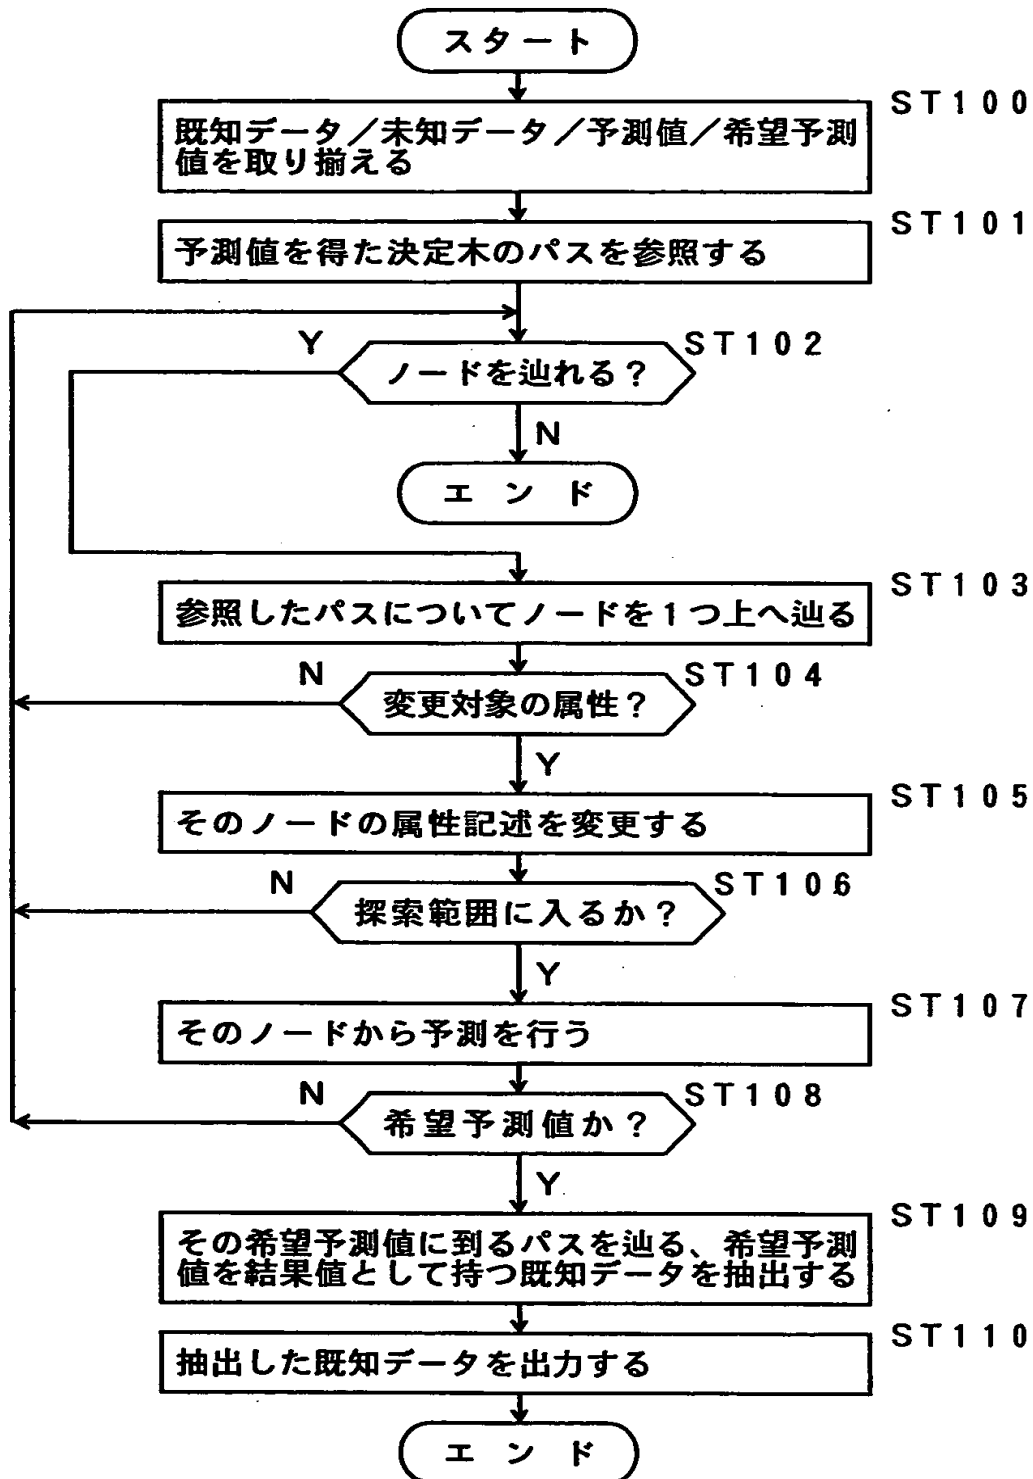 スタート
ST100
既知データ/未知データ/予測値/希望予測
値を取り揃える
ST101
予測値を得た決定木のパスを参照する
Y
ST102
ノードを辿れる?
N
エンド
ST103
参照したパスについてノードを1つ上へ辿る
N
ST104
変更対象の属性?
Y
ST105
そのノードの属性記述を変更する
N
ST106
探索範囲に入るか?
Y
ST107
そのノードから予測を行う
N
ST108
希望予測値か?
Y
ST109
その希望予測値に到るパスを辿る、希望予測
値を結果値として持つ既知データを抽出する
ST110
抽出した既知データを出力する
エンド